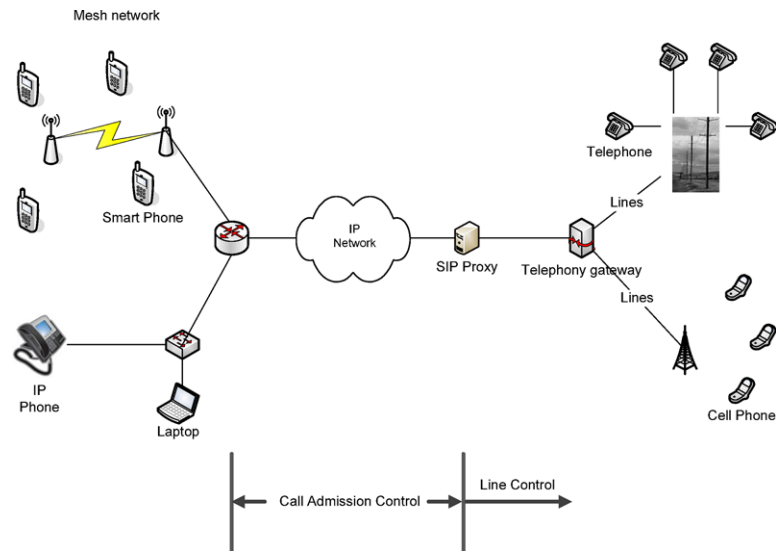 Mesh network
Smart Phone
Telephone
Lines
IP
Network
SIP Proxy
Telephony gateway
Lines
IP
Phone
Laptop
Cell Phone
Call Admission Control
Line Control